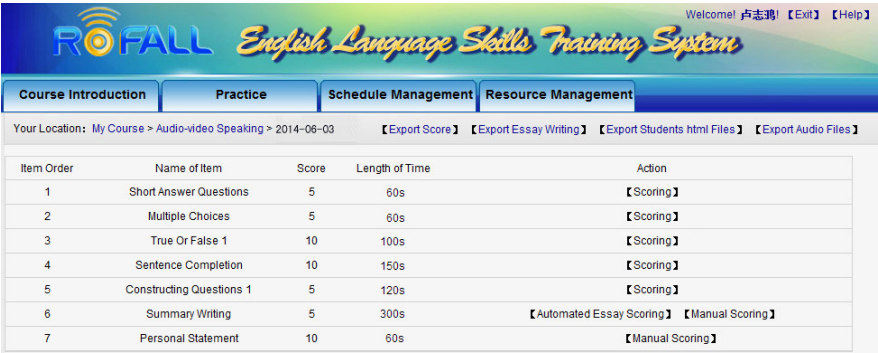 Welcome! 卢志鸿! 【Exit】 【Help】
ROFALL English Language Skills Training System
Course Introduction Practice Schedule Management Resource Management
Your Location: My Course > Audio-video Speaking > 2014-06-03 【Export Score】 【Export Essay Writing】 【Export Students html Files】 【Export Audio Files】
Item Order Name of Item Score Length of Time Action
1 Short Answer Questions 5 60s 【Scoring】
2 Multiple Choices 5 60s 【Scoring】
3 True Or False 1 10 100s 【Scoring】
4 Sentence Completion 10 150s 【Scoring】
5 Constructing Questions 1 5 120s 【Scoring】
6 Summary Writing 5 300s 【Automated Essay Scoring】 【Manual Scoring】
7 Personal Statement 10 60s 【Manual Scoring】